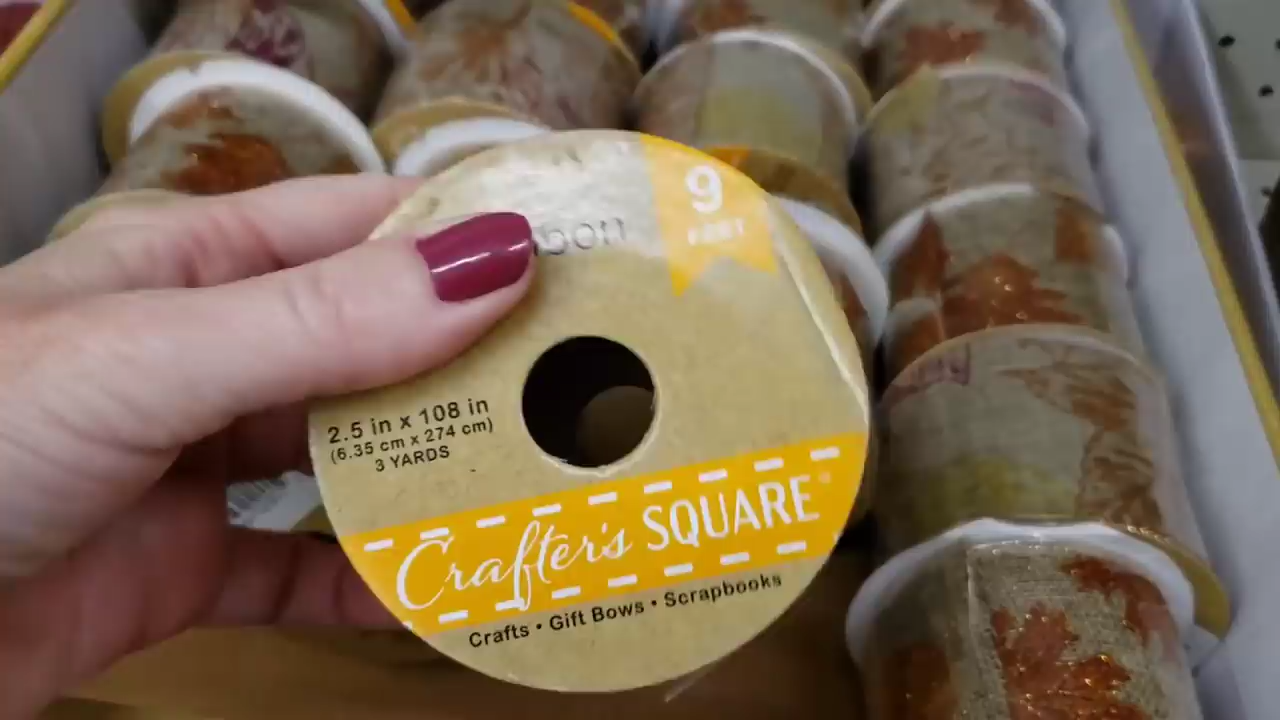 9
FEET
2.5 in x 108 in
(6.35 cm x 274 cm)
3 YARDS
Crafter's SQUARE
Crafts • Gift Bows • Scrapbooks